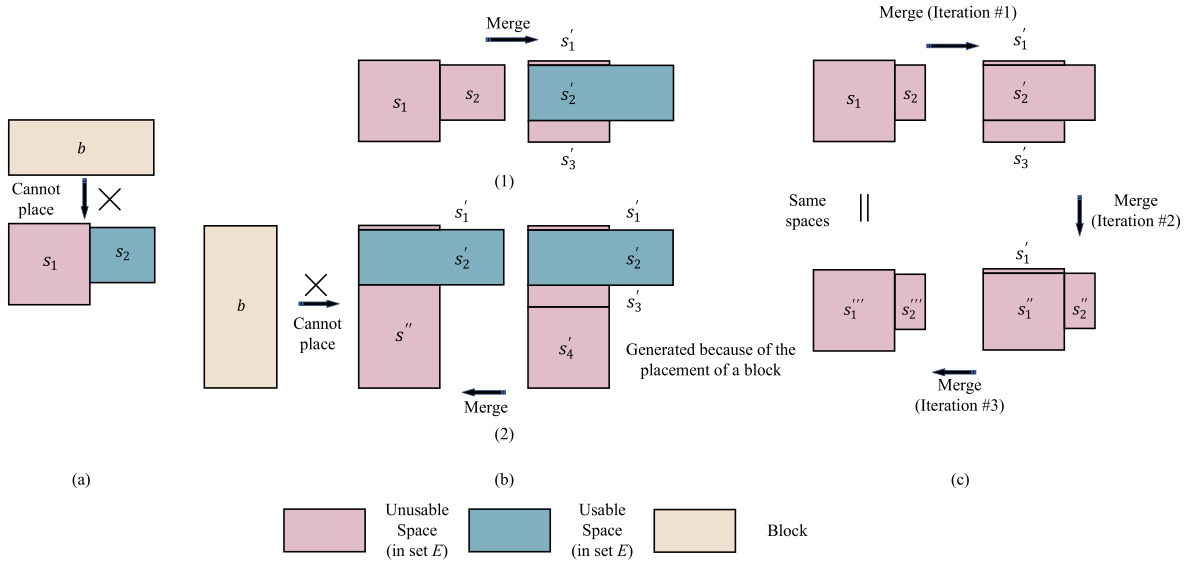 b
Cannot
place
s₁
s₂
(a)
Merge
s₁
s₂
s₁′
s₂′
s₃′
(1)
b
Cannot
place
s₁′
s₂′
s′′
s₁′
s₂′
s₃′
s₄′
Generated because of the
placement of a block
Merge
(2)
(b)
Merge (Iteration #1)
s₁
s₂
s₁′
s₂′
s₃′
Same
spaces
Merge
(Iteration #2)
s₁′
s₁′′′
s₂′′′
s₁′′
s₂′′
Merge
(Iteration #3)
(c)
Unusable
Space
(in set E)
Usable
Space
(in set E)
Block